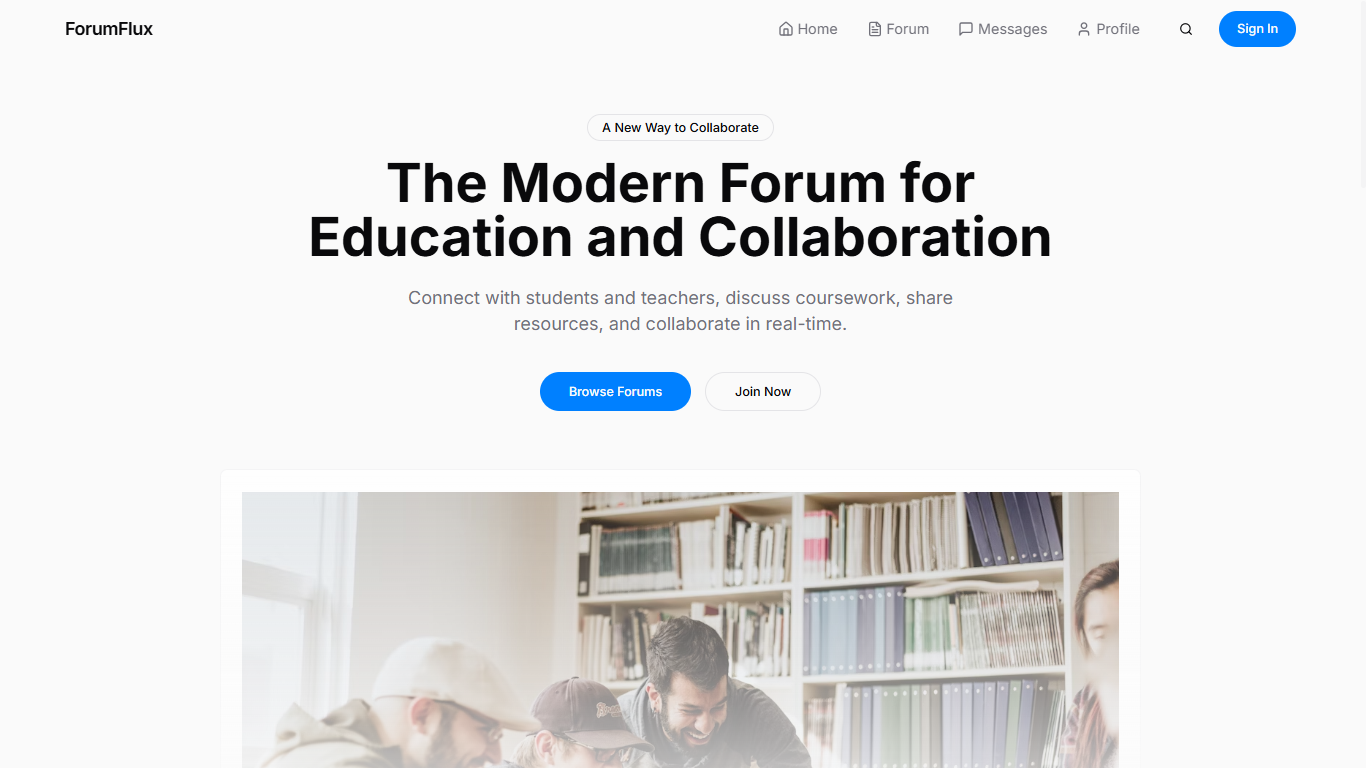 ForumFlux
Home
Forum
Messages
Profile
Sign In
A New Way to Collaborate
The Modern Forum for
Education and Collaboration
Connect with students and teachers, discuss coursework, share
resources, and collaborate in real-time.
Browse Forums
Join Now